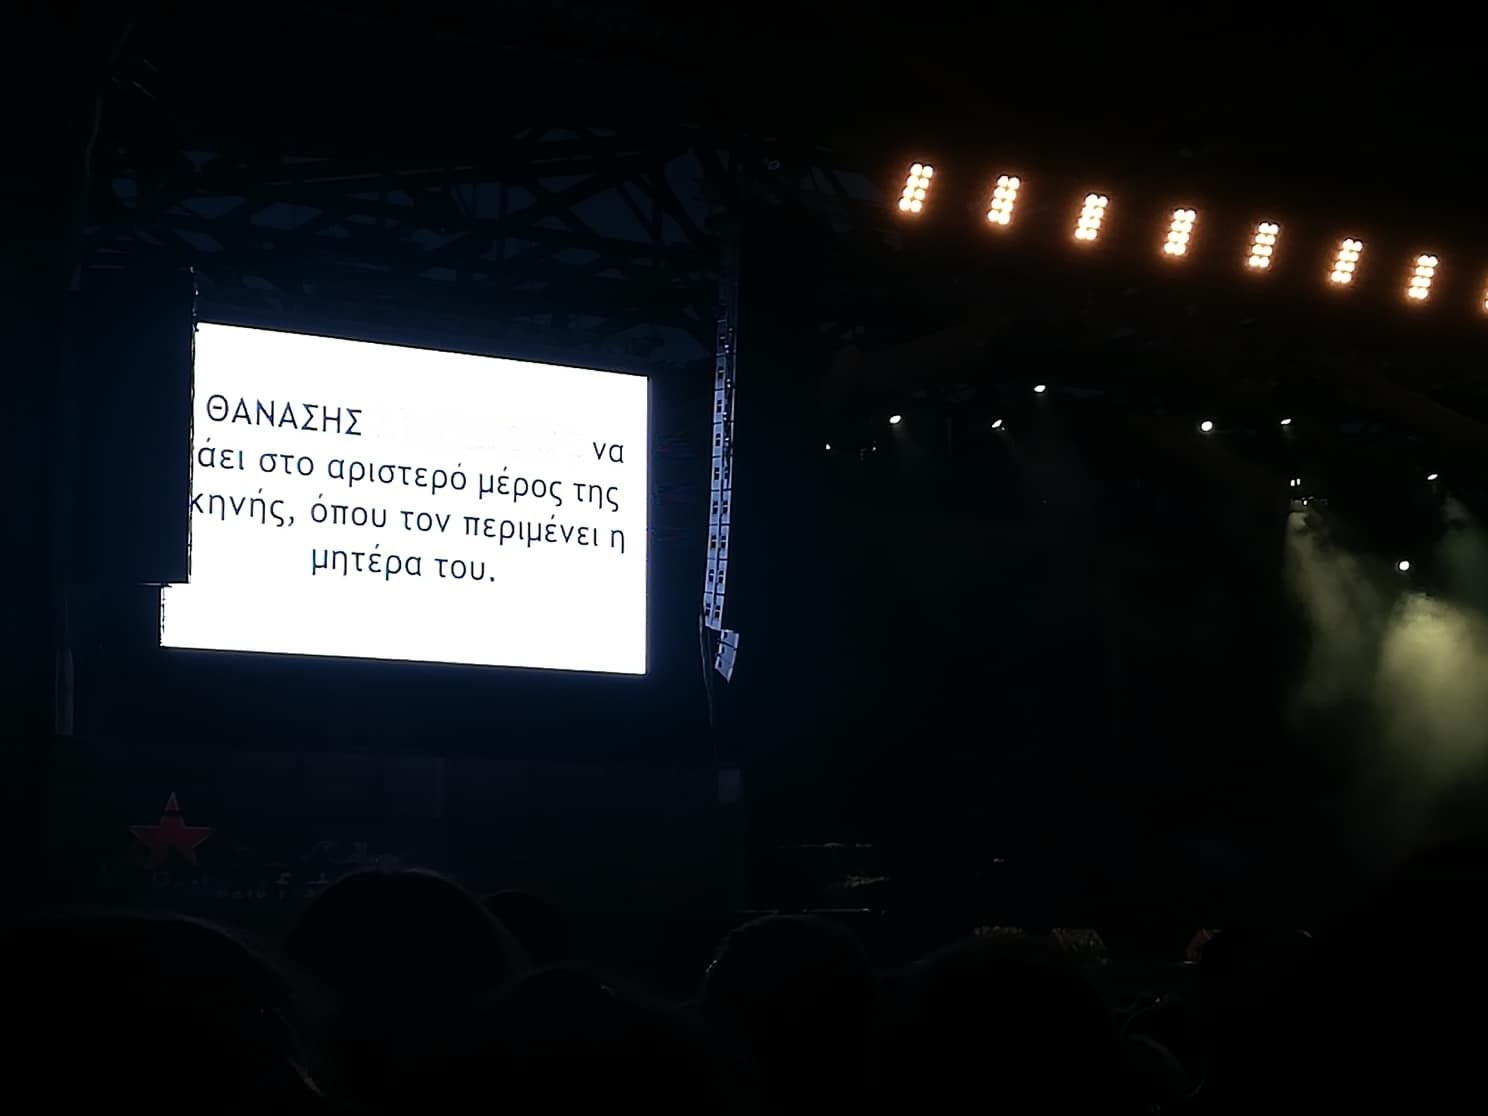 ΘΑΝΑΣΗΣ να
άει στο αριστερό μέρος της
κηνής, όπου τον περιμένει η
μητέρα του.